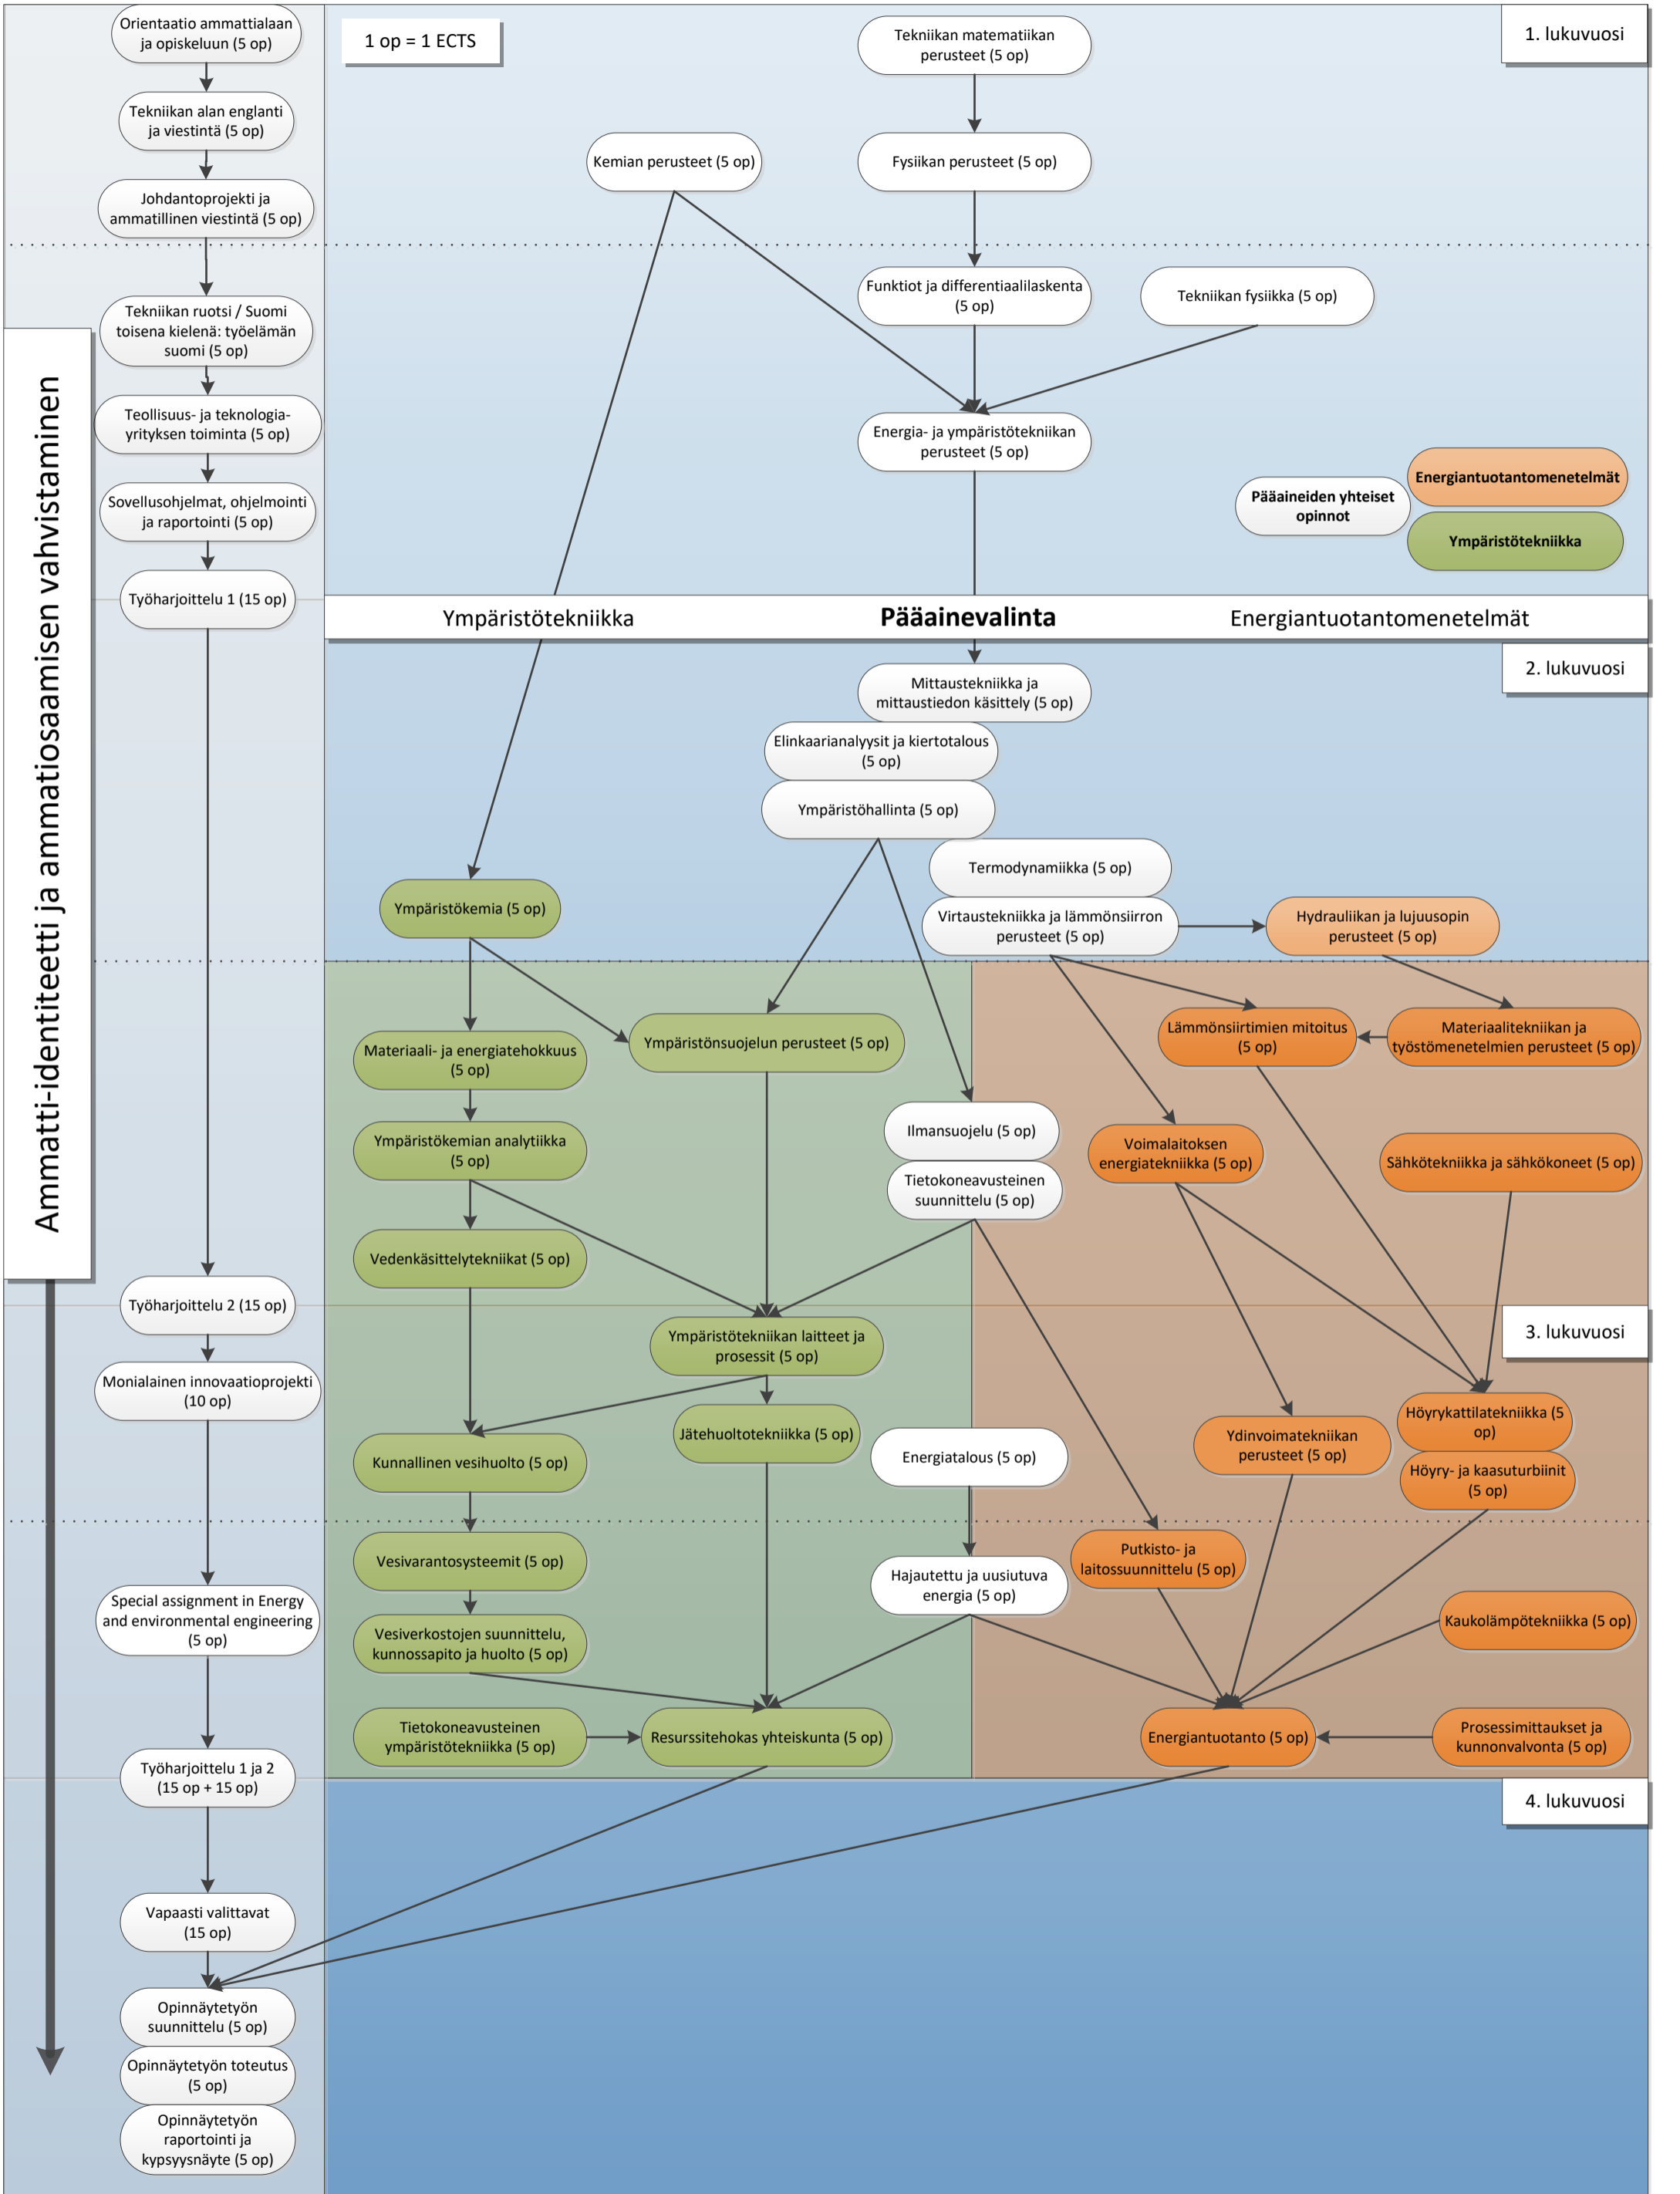 Orientaatio ammattialaan
ja opiskeluun (5 op)
Tekniikan alan englanti
ja viestintä (5 op)
Johdantoprojekti ja
ammatillinen viestintä (5 op)
Tekniikan ruotsi / Suomi
toisena kielenä: työelämän
suomi (5 op)
Teollisuus- ja teknologia-
yrityksen toiminta (5 op)
Sovellusohjelmat, ohjelmointi
ja raportointi (5 op)
Työharjoittelu 1 (15 op)
Ammatti-identiteetti ja ammatiosaamisen vahvistaminen
Työharjoittelu 2 (15 op)
Monialainen innovaatioprojekti
(10 op)
Special assignment in Energy
and environmental engineering
(5 op)
Työharjoittelu 1 ja 2
(15 op + 15 op)
Vapaasti valittavat
(15 op)
Opinnäytetyön
suunnittelu (5 op)
Opinnäytetyön toteutus
(5 op)
Opinnäytetyön
raportointi ja
kypsyysnäyte (5 op)
1 op = 1 ECTS
1. lukuvuosi
Tekniikan matematiikan
perusteet (5 op)
Kemian perusteet (5 op)
Fysiikan perusteet (5 op)
Funktiot ja differentiaalilaskenta
(5 op)
Tekniikan fysiikka (5 op)
Energia- ja ympäristötekniikan
perusteet (5 op)
Pääaineiden yhteiset
opinnot
Energiantuotantomenetelmät
Ympäristötekniikka
Ympäristötekniikka
Pääainevalinta
Energiantuotantomenetelmät
2. lukuvuosi
Mittaustekniikka ja
mittaustiedon käsittely (5 op)
Elinkaarianalyysit ja kiertotalous
(5 op)
Ympäristöhallinta (5 op)
Termodynamiikka (5 op)
Ympäristökemia (5 op)
Virtaustekniikka ja lämmönsiirron
perusteet (5 op)
Hydrauliikan ja lujuusopin
perusteet (5 op)
Materiaali- ja energiatehokkuus
(5 op)
Ympäristönsuojelun perusteet (5 op)
Lämmönsiirtimien mitoitus
(5 op)
Materiaalitekniikan ja
työstömenetelmien perusteet (5 op)
Ympäristökemian analytiikka
(5 op)
Ilmansuojelu (5 op)
Tietokoneavusteinen
suunnittelu (5 op)
Voimalaitoksen
energiatekniikka (5 op)
Sähkötekniikka ja sähkökoneet (5 op)
Vedenkäsittelytekniikat (5 op)
3. lukuvuosi
Ympäristötekniikan laitteet ja
prosessit (5 op)
Jätehuoltotekniikka (5 op)
Kunnallinen vesihuolto (5 op)
Energiatalous (5 op)
Ydinvoimatekniikan
perusteet (5 op)
Höyrykattilatekniikka (5
op)
Höyry- ja kaasuturbiinit
(5 op)
Vesivarantosysteemit (5 op)
Hajautettu ja uusiutuva
energia (5 op)
Putkisto- ja
laitossuunnittelu (5 op)
Vesiverkostojen suunnittelu,
kunnossapito ja huolto (5 op)
Kaukolämpötekniikka (5 op)
Tietokoneavusteinen
ympäristötekniikka (5 op)
Resurssitehokas yhteiskunta (5 op)
Energiantuotanto (5 op)
Prosessimittaukset ja
kunnonvalvonta (5 op)
4. lukuvuosi